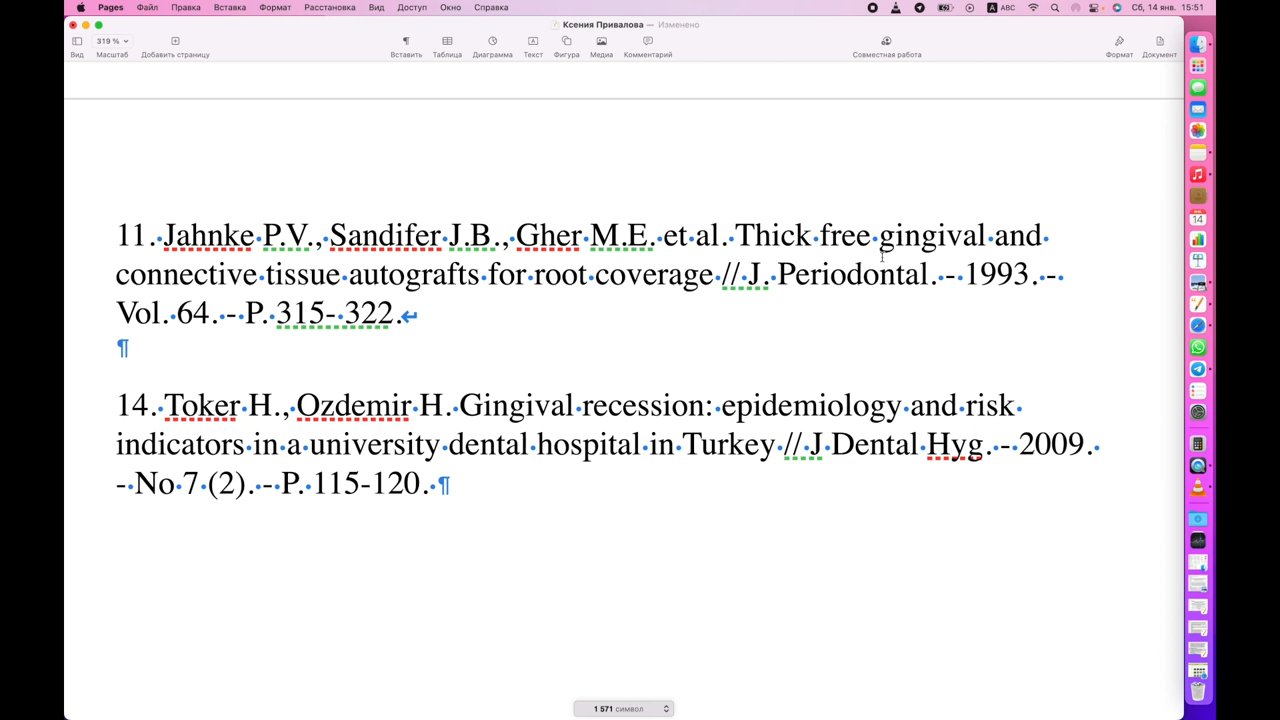 Pages Файл Правка Вставка Формат Расстановка Вид Доступ Окно Справка A ABC Сб, 14 янв. 15:51
Ксения Привалова — Изменено
319 %
Вид Масштаб Добавить страницу Вставить Таблица Диаграмма Текст Фигура Медиа Комментарий Совместная работа Формат Документ
11. Jahnke P.V., Sandifer J.B., Gher M.E. et al. Thick free gingival and
connective tissue autografts for root coverage // J. Periodontal. - 1993. -
Vol. 64. - P. 315- 322.↵
¶
14. Toker H., Ozdemir H. Gingival recession: epidemiology and risk
indicators in a university dental hospital in Turkey // J Dental Hyg. - 2009.
- No 7 (2). - P. 115-120. ¶
1 571 символ